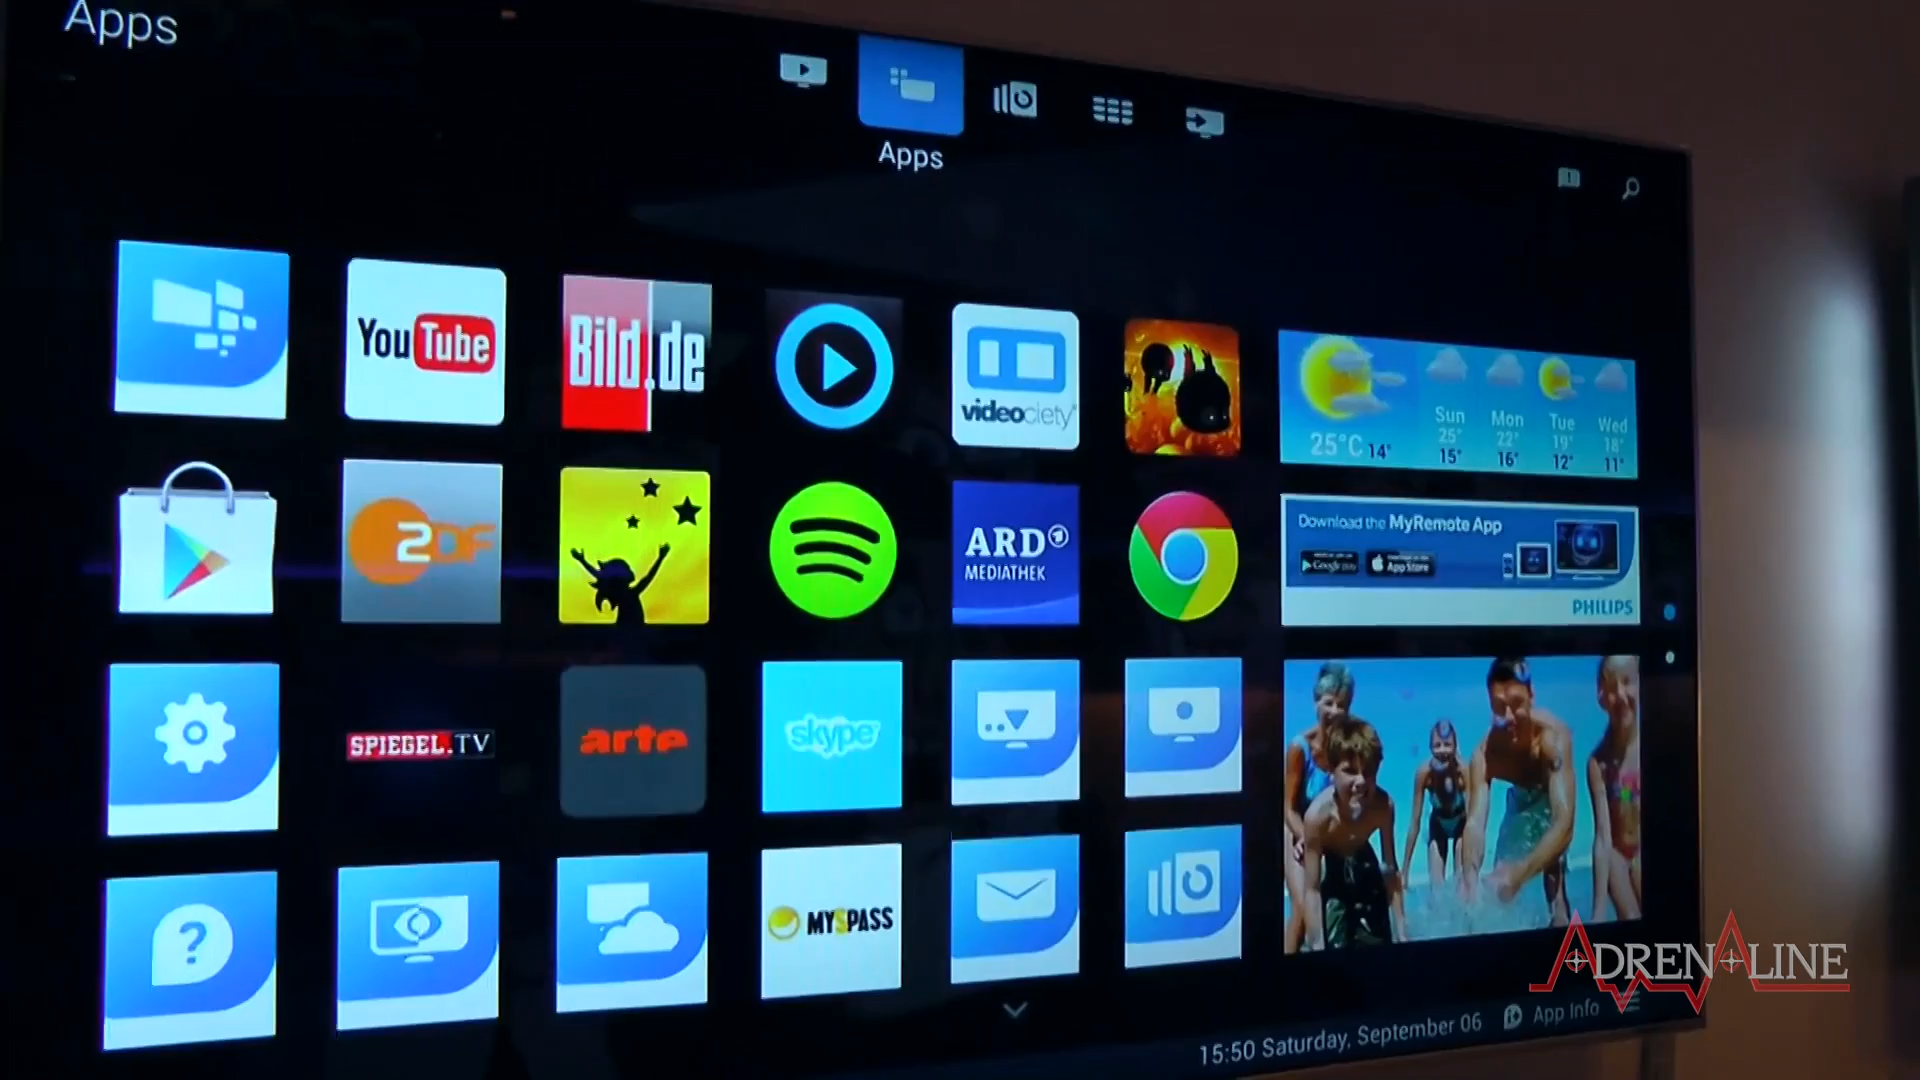 Apps
Apps
YouTube
Bild.de
videociety
25°C 14°
Sun Mon Tue Wed
25° 22° 19° 18°
15° 16° 12° 11°
ZDF
ARD
MEDIATHEK
Download the MyRemote App
Google play
App Store
PHILIPS
SPIEGEL.TV
arte
skype
?
MYSPASS
ADRENALINE
15:50 Saturday, September 06
App Info